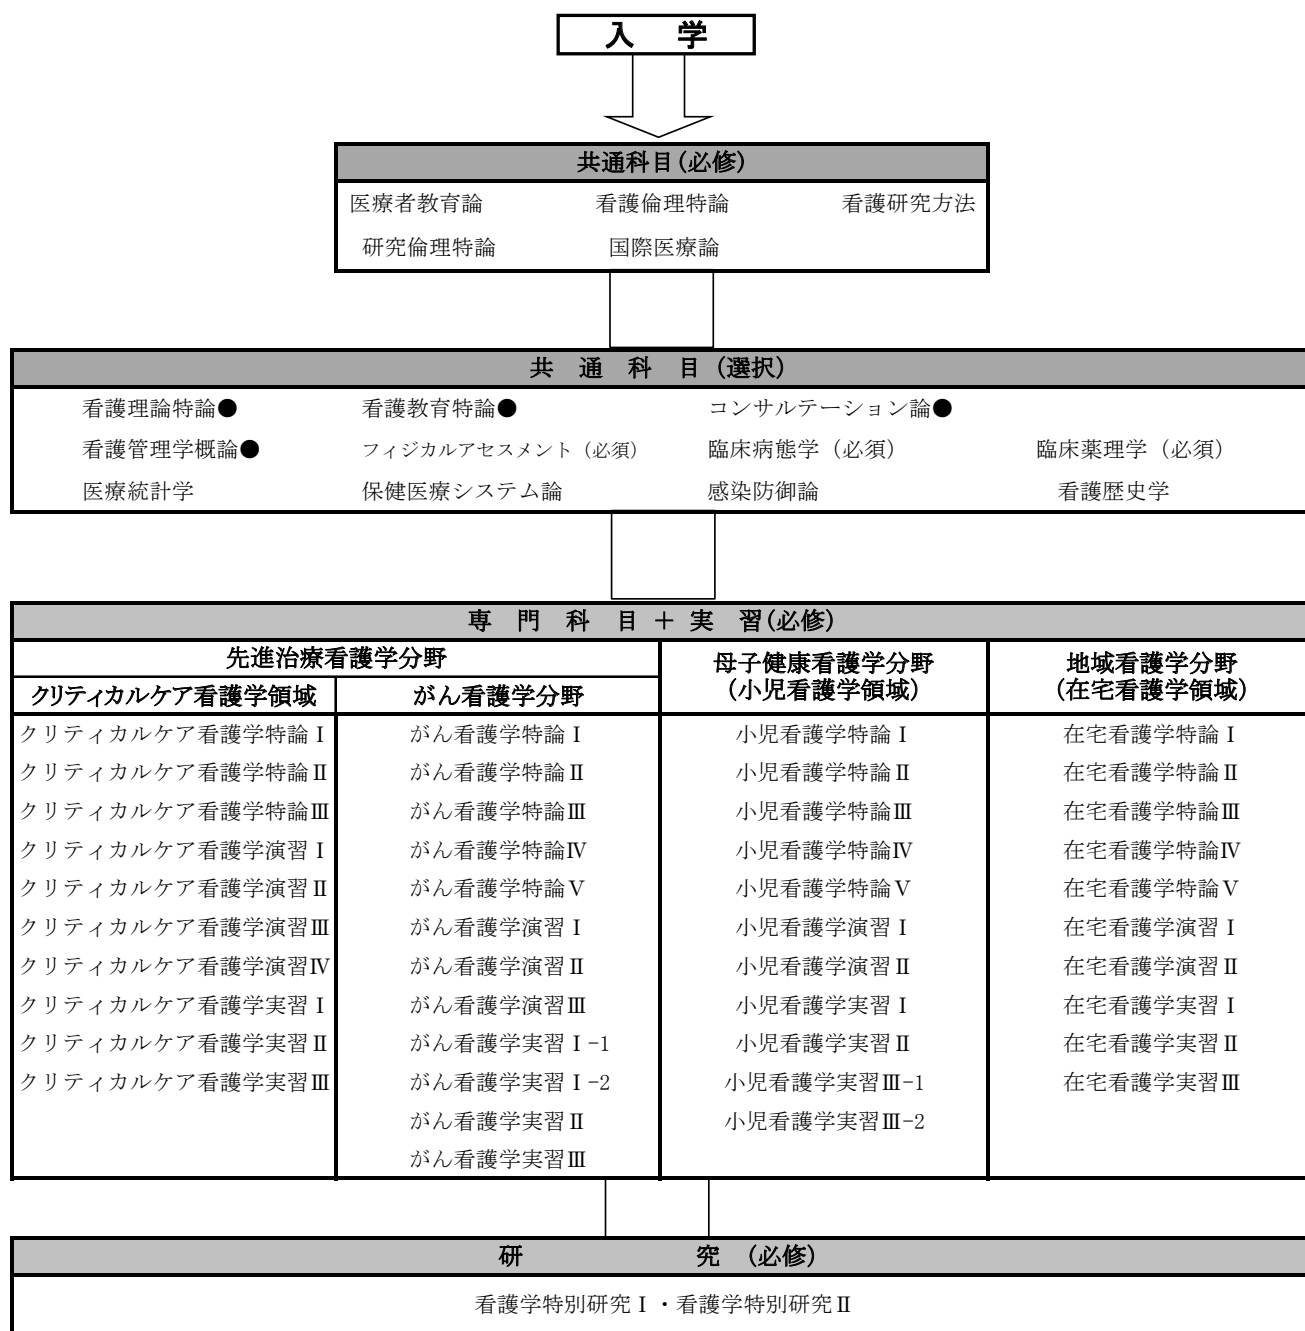 入 学
共通科目(必修)
医療者教育論 看護倫理特論 看護研究方法
研究倫理特論 国際医療論
共 通 科 目 (選択)
看護理論特論● 看護教育特論● コンサルテーション論●
看護管理学概論● フィジカルアセスメント（必須） 臨床病態学（必須） 臨床薬理学（必須）
医療統計学 保健医療システム論 感染防御論 看護歴史学
専 門 科 目 ＋ 実 習(必修)
先進治療看護学分野
クリティカルケア看護学領域
がん看護学分野
母子健康看護学分野
(小児看護学領域)
地域看護学分野
(在宅看護学領域)
クリティカルケア看護学特論Ⅰ がん看護学特論Ⅰ 小児看護学特論Ⅰ 在宅看護学特論Ⅰ
クリティカルケア看護学特論Ⅱ がん看護学特論Ⅱ 小児看護学特論Ⅱ 在宅看護学特論Ⅱ
クリティカルケア看護学特論Ⅲ がん看護学特論Ⅲ 小児看護学特論Ⅲ 在宅看護学特論Ⅲ
クリティカルケア看護学演習Ⅰ がん看護学特論Ⅳ 小児看護学特論Ⅳ 在宅看護学特論Ⅳ
クリティカルケア看護学演習Ⅱ がん看護学特論Ⅴ 小児看護学特論Ⅴ 在宅看護学特論Ⅴ
クリティカルケア看護学演習Ⅲ がん看護学演習Ⅰ 小児看護学演習Ⅰ 在宅看護学演習Ⅰ
クリティカルケア看護学演習Ⅳ がん看護学演習Ⅱ 小児看護学演習Ⅱ 在宅看護学演習Ⅱ
クリティカルケア看護学実習Ⅰ がん看護学演習Ⅲ 小児看護学実習Ⅰ 在宅看護学実習Ⅰ
クリティカルケア看護学実習Ⅱ がん看護学実習Ⅰ-1 小児看護学実習Ⅱ 在宅看護学実習Ⅱ
クリティカルケア看護学実習Ⅲ がん看護学実習Ⅰ-2 小児看護学実習Ⅲ-1 在宅看護学実習Ⅲ
がん看護学実習Ⅱ 小児看護学実習Ⅲ-2
がん看護学実習Ⅲ
研 究 (必修)
看護学特別研究Ⅰ・看護学特別研究Ⅱ